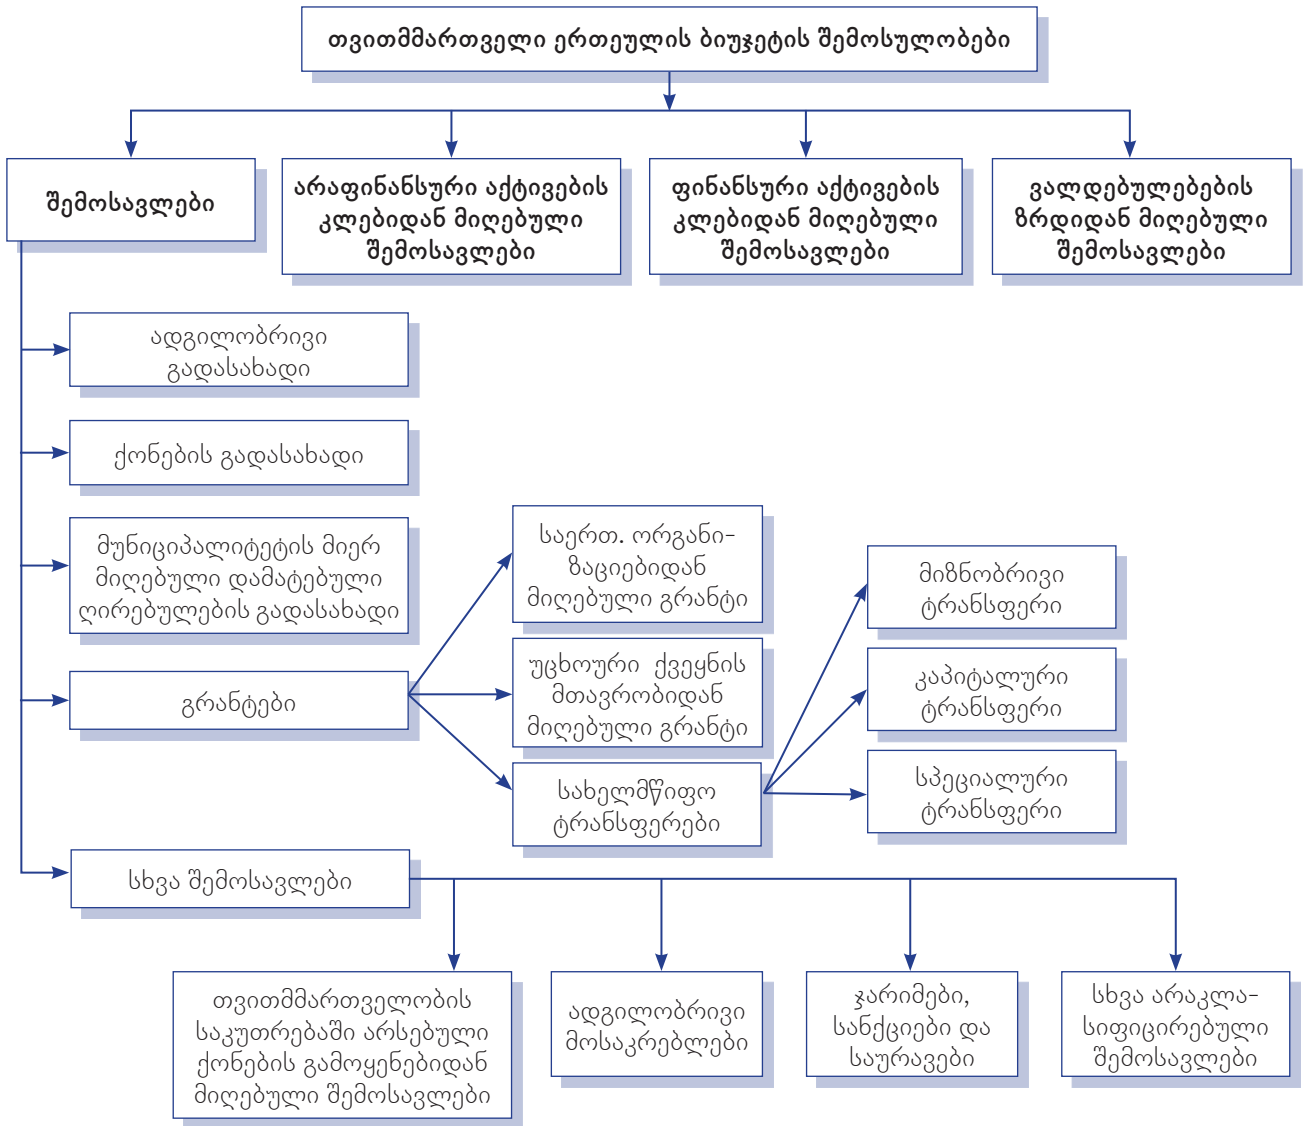 თვითმმართველი ერთეულის ბიუჯეტის შემოსულობები
შემოსავლები
არაფინანსური აქტივების
კლებიდან მიღებული
შემოსავლები
ფინანსური აქტივების
კლებიდან მიღებული
შემოსავლები
ვალდებულებების
ზრდიდან მიღებული
შემოსავლები
ადგილობრივი
გადასახადი
ქონების გადასახადი
მუნიციპალიტეტის მიერ
მიღებული დამატებული
ღირებულების გადასახადი
გრანტები
საერთ. ორგანი-
ზაციებიდან
მიღებული გრანტი
უცხოური ქვეყნის
მთავრობიდან
მიღებული გრანტი
სახელმწიფო
ტრანსფერები
მიზნობრივი
ტრანსფერი
კაპიტალური
ტრანსფერი
სპეციალური
ტრანსფერი
სხვა შემოსავლები
თვითმმართველობის
საკუთრებაში არსებული
ქონების გამოყენებიდან
მიღებული შემოსავლები
ადგილობრივი
მოსაკრებლები
ჯარიმები,
სანქციები და
საურავები
სხვა არაკლა-
სიფიცირებული
შემოსავლები